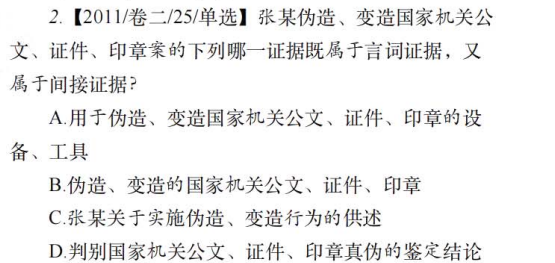 2.【2011/卷二/25/单选】张某伪造、变造国家机关公
文、证件、印章案的下列哪一证据既属于言词证据，又
属于间接证据？
A.用于伪造、变造国家机关公文、证件、印章的设
备、工具
B.伪造、变造的国家机关公文、证件、印章
C.张某关于实施伪造、变造行为的供述
D.判别国家机关公文、证件、印章真伪的鉴定结论